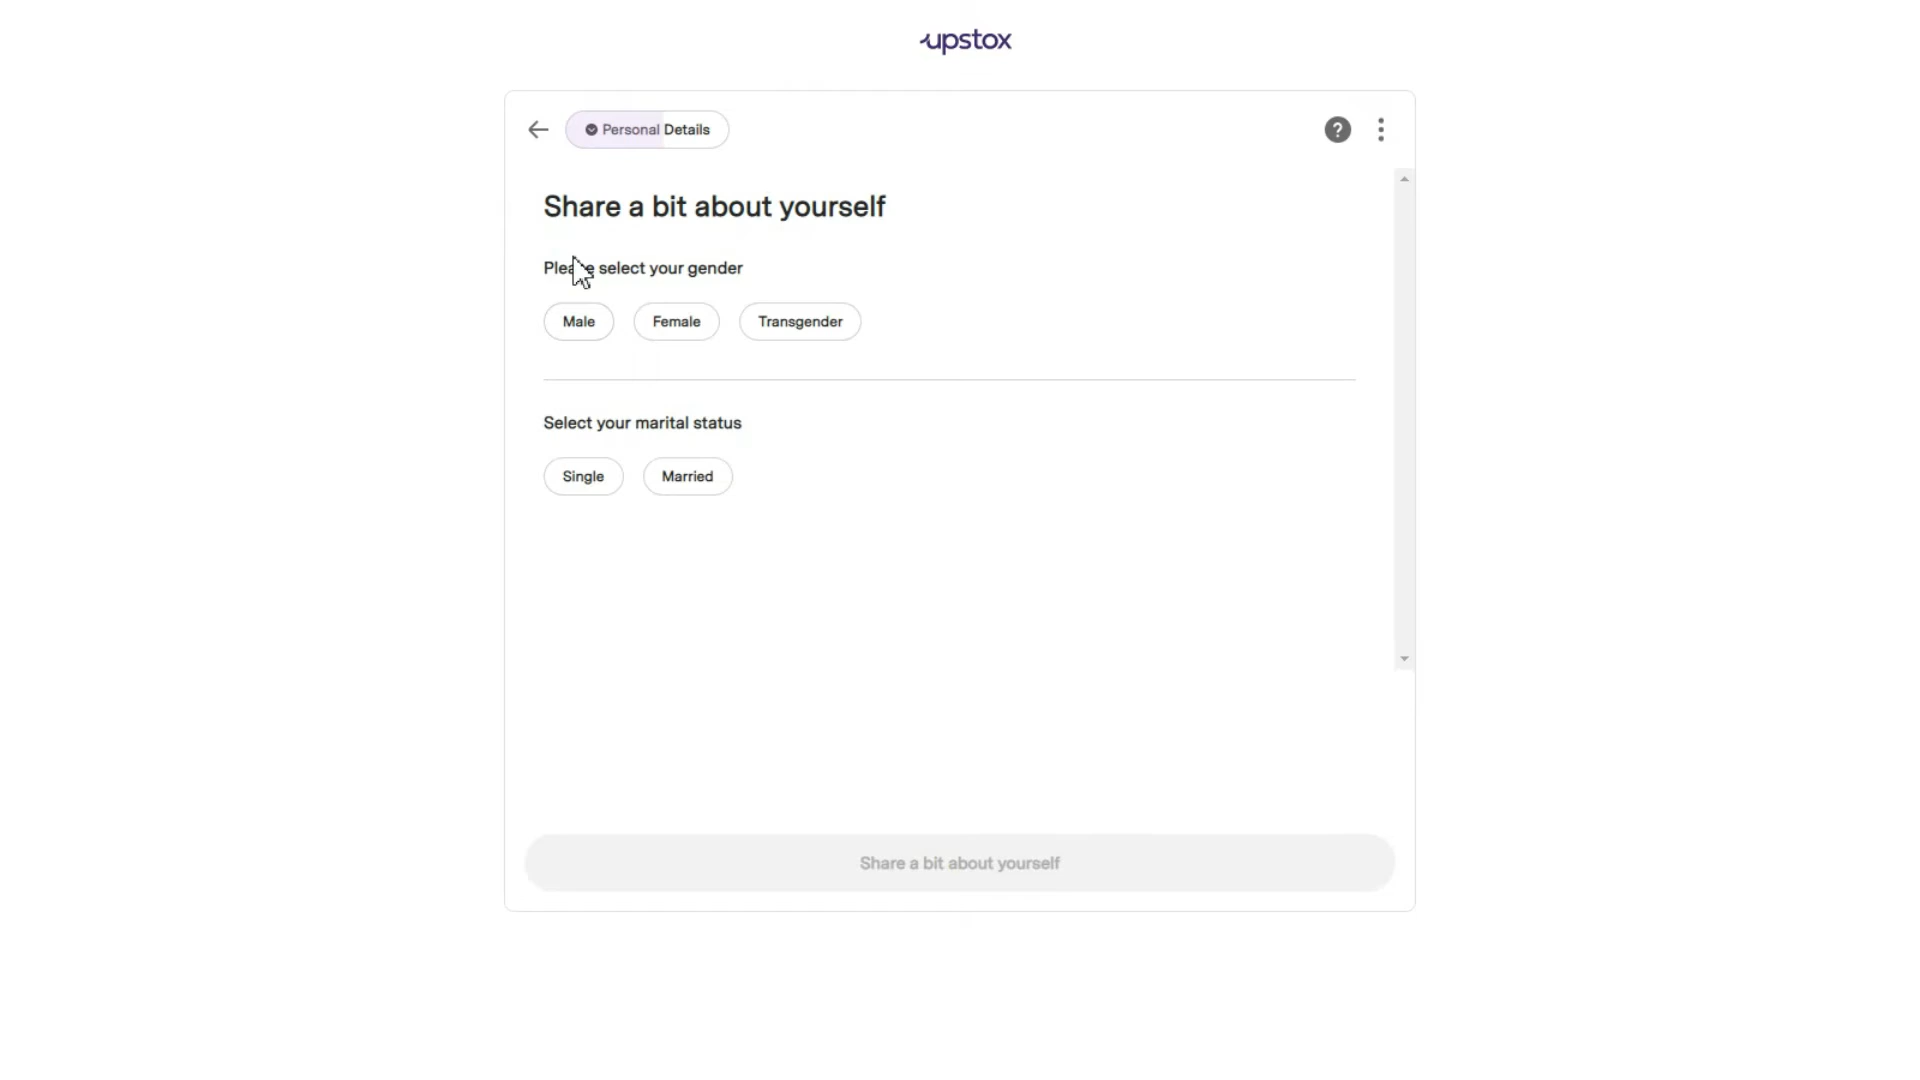 upstox
Personal Details
?
Share a bit about yourself
Please select your gender
Male Female Transgender
Select your marital status
Single Married
Share a bit about yourself